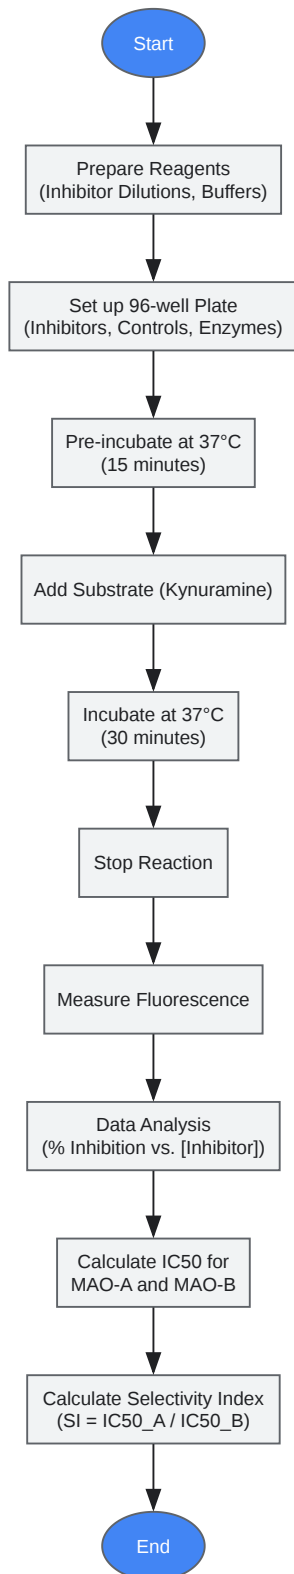 Start
Prepare Reagents
(Inhibitor Dilutions, Buffers)
Set up 96-well Plate
(Inhibitors, Controls, Enzymes)
Pre-incubate at 37°C
(15 minutes)
Add Substrate (Kynuramine)
Incubate at 37°C
(30 minutes)
Stop Reaction
Measure Fluorescence
Data Analysis
(% Inhibition vs. [Inhibitor])
Calculate IC50 for
MAO-A and MAO-B
Calculate Selectivity Index
(SI = IC50_A / IC50_B)
End